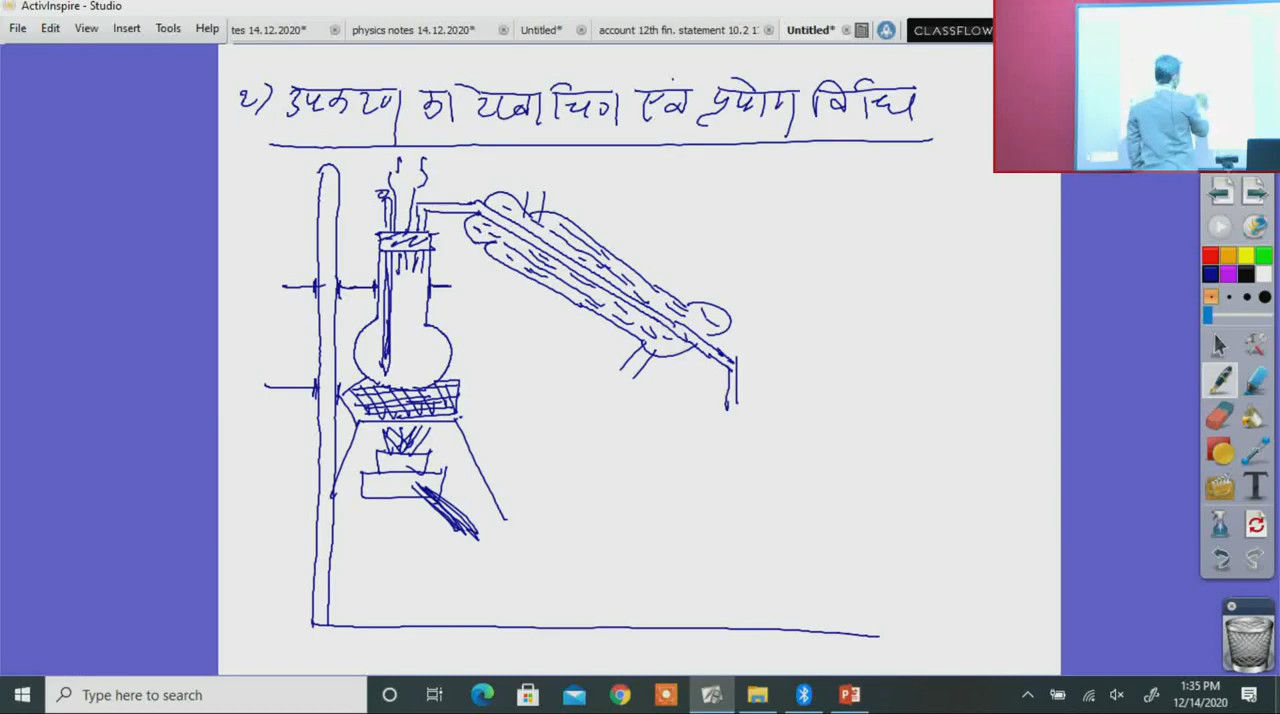 ActivInspire - Studio
File Edit View Insert Tools Help tes 14.12.2020* physics notes 14.12.2020* Untitled* account 12th fin. statement 10.2 1 Untitled* CLASSFLOW
२) उपकरण का रेखाचित्र एवं प्रयोग विधि
Type here to search
1:35 PM
12/14/2020